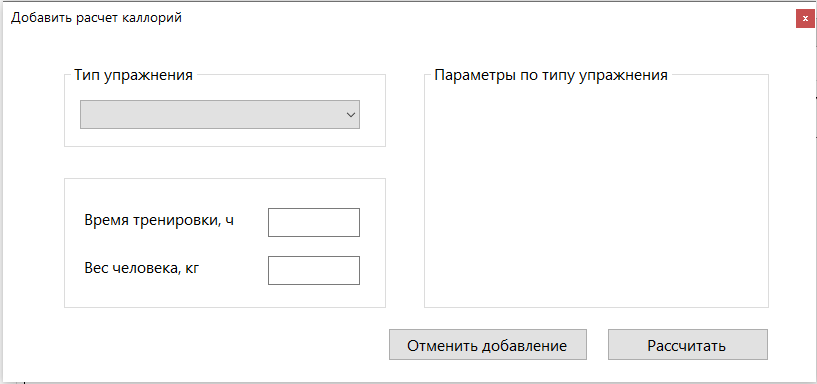 Добавить расчет каллорий
x
Тип упражнения
Параметры по типу упражнения
Время тренировки, ч
Вес человека, кг
Отменить добавление
Рассчитать